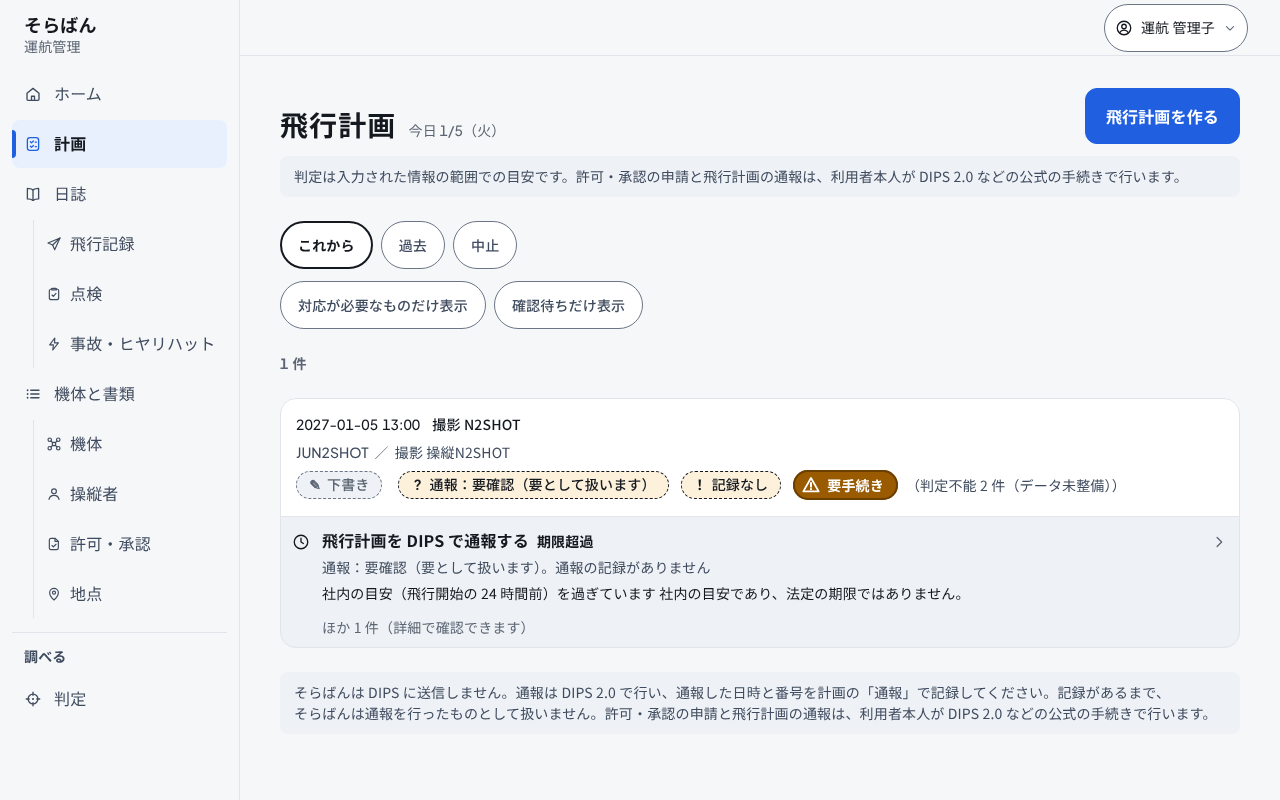 そらばん
運航管理
運航 管理子
ホーム
計画
日誌
飛行記録
点検
事故・ヒヤリハット
機体と書類
機体
操縦者
許可・承認
地点
調べる
判定
飛行計画 今日 1/5（火）
飛行計画を作る
判定は入力された情報の範囲での目安です。許可・承認の申請と飛行計画の通報は、利用者本人が DIPS 2.0 などの公式の手続きで行います。
これから 過去 中止
対応が必要なものだけ表示 確認待ちだけ表示
1 件
2027-01-05 13:00 撮影 N2SHOT
JUN2SHOT ／ 撮影 操縦N2SHOT
✎ 下書き ? 通報：要確認（要として扱います） ! 記録なし 要手続き （判定不能 2 件（データ未整備））
飛行計画を DIPS で通報する 期限超過
通報：要確認（要として扱います）。通報の記録がありません
社内の目安（飛行開始の 24 時間前）を過ぎています 社内の目安であり、法定の期限ではありません。
ほか 1 件（詳細で確認できます）
そらばんは DIPS に送信しません。通報は DIPS 2.0 で行い、通報した日時と番号を計画の「通報」で記録してください。記録があるまで、
そらばんは通報を行ったものとして扱いません。許可・承認の申請と飛行計画の通報は、利用者本人が DIPS 2.0 などの公式の手続きで行います。